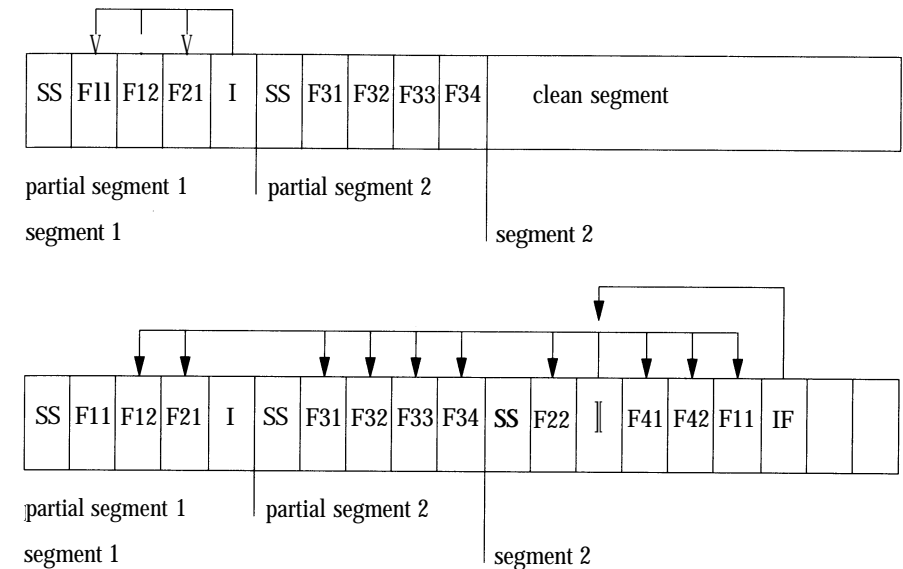 SS F11 F12 F21 I SS F31 F32 F33 F34 clean segment
partial segment 1 partial segment 2
segment 1 segment 2
SS F11 F12 F21 I SS F31 F32 F33 F34 SS F22 I F41 F42 F11 IF
partial segment 1 partial segment 2
segment 1 segment 2